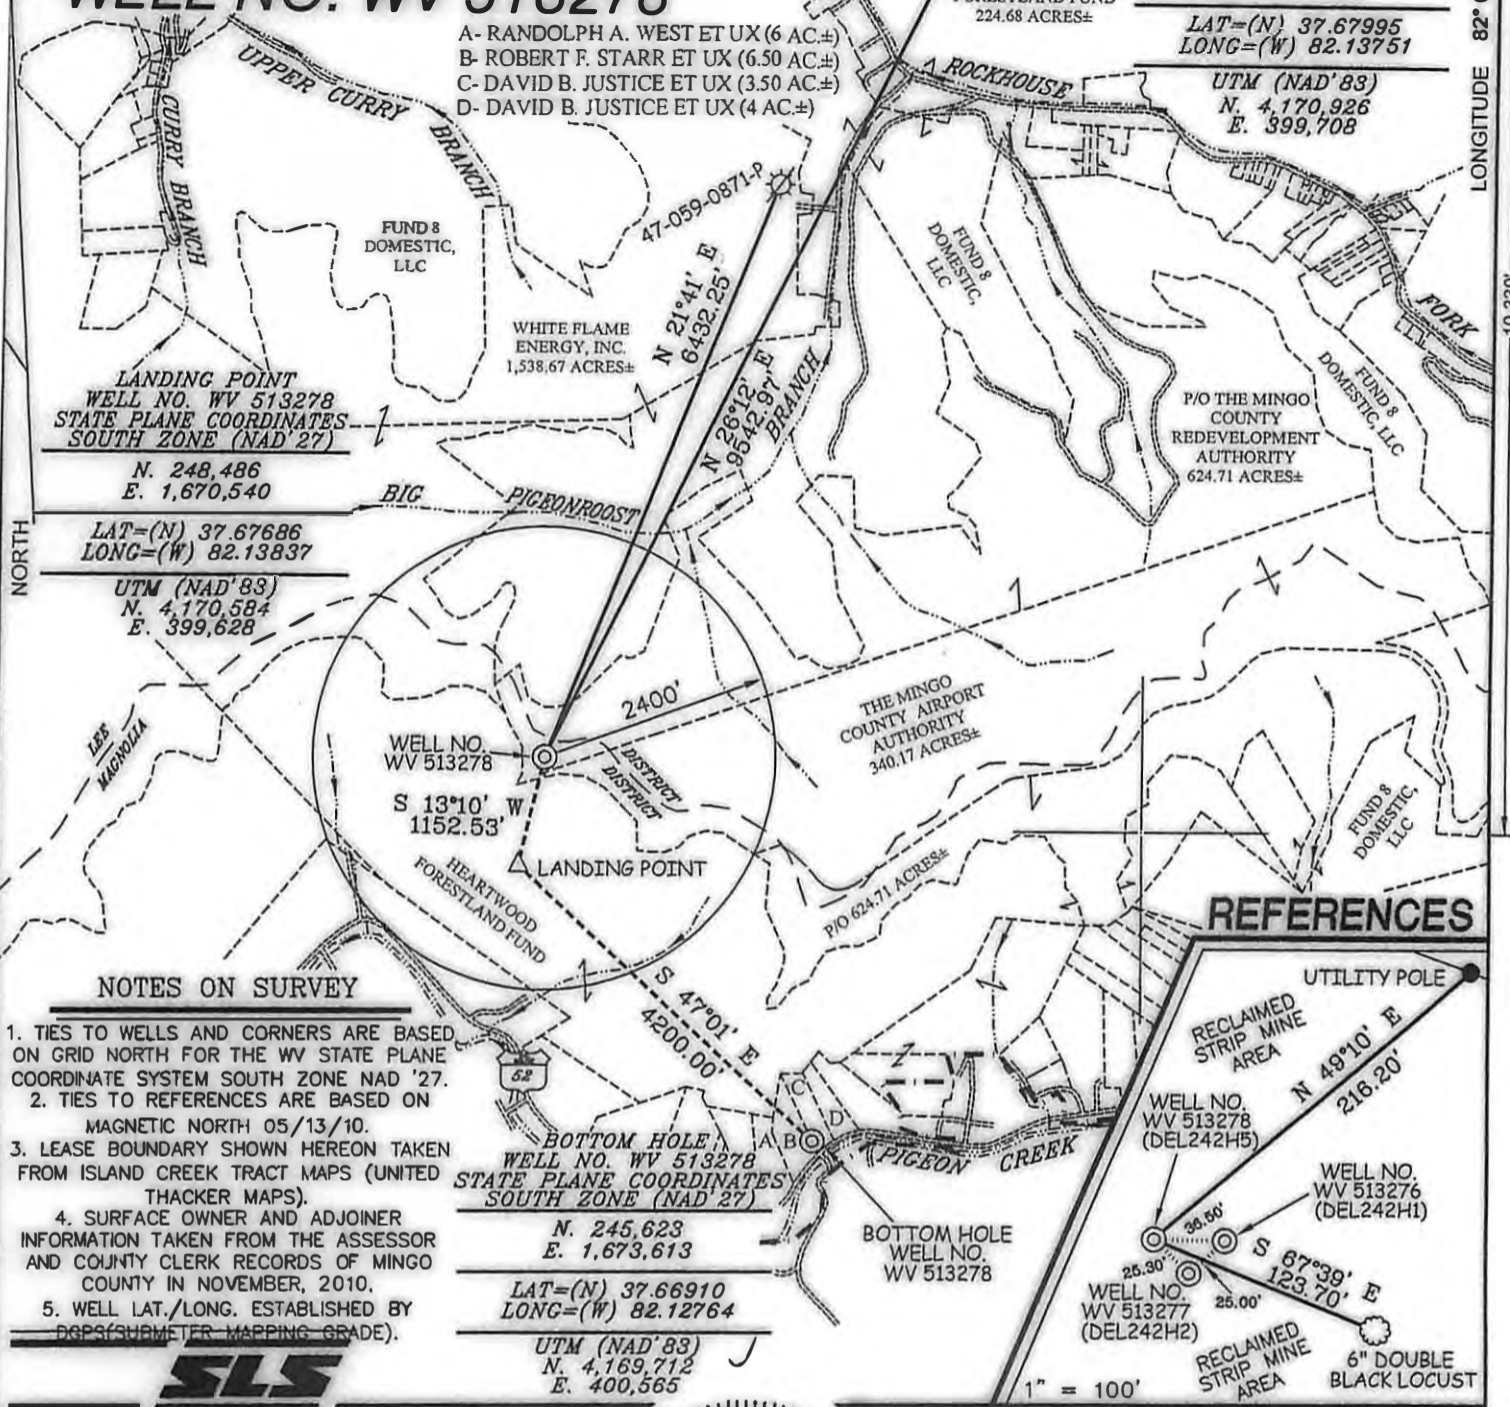 WELL NO. WV 513278
A- RANDOLPH A. WEST ET UX (6 AC.±)
B- ROBERT F. STARR ET UX (6.50 AC.±)
C- DAVID B. JUSTICE ET UX (3.50 AC.±)
D- DAVID B. JUSTICE ET UX (4 AC.±)
224.68 ACRES±
LAT=(N) 37.67995
LONG=(W) 82.13751
UTM (NAD'83)
N. 4,170,926
E. 399,708
LONGITUDE 82°
UPPER CURRY BRANCH
CURRY BRANCH
ROCKHOUSE
FORK
47-059-0871-P
FUND 8
DOMESTIC,
LLC
FUND 8
DOMESTIC,
LLC
N 21°41' E
6432.25'
WHITE FLAME
ENERGY, INC.
1,538.67 ACRES±
N 26°12' E
9542.97'
BRANCH
FUND 8
DOMESTIC, LLC
P/O THE MINGO
COUNTY
REDEVELOPMENT
AUTHORITY
624.71 ACRES±
LANDING POINT
WELL NO. WV 513278
STATE PLANE COORDINATES
SOUTH ZONE (NAD'27)
N. 248,486
E. 1,670,540
LAT=(N) 37.67686
LONG=(W) 82.13837
UTM (NAD'83)
N. 4,170,584
E. 399,628
NORTH
BIG PIGEONROOST
2400'
THE MINGO
COUNTY AIRPORT
AUTHORITY
340.17 ACRES±
LEE
MAGNOLIA
WELL NO.
WV 513278
DISTRICT
DISTRICT
S 13°10' W
1152.53'
LANDING POINT
HEARTWOOD
FORESTLAND FUND
P/O 624.71 ACRES±
FUND 8
DOMESTIC,
LLC
S 47°01' E
4200.00'
52
A B C D
PIGEON CREEK
NOTES ON SURVEY
1. TIES TO WELLS AND CORNERS ARE BASED
ON GRID NORTH FOR THE WV STATE PLANE
COORDINATE SYSTEM SOUTH ZONE NAD '27.
2. TIES TO REFERENCES ARE BASED ON
MAGNETIC NORTH 05/13/10.
3. LEASE BOUNDARY SHOWN HEREON TAKEN
FROM ISLAND CREEK TRACT MAPS (UNITED
THACKER MAPS).
4. SURFACE OWNER AND ADJOINER
INFORMATION TAKEN FROM THE ASSESSOR
AND COUNTY CLERK RECORDS OF MINGO
COUNTY IN NOVEMBER, 2010.
5. WELL LAT./LONG. ESTABLISHED BY
DGPS(SUBMETER MAPPING GRADE).
SLS
BOTTOM HOLE
WELL NO. WV 513278
STATE PLANE COORDINATES
SOUTH ZONE (NAD'27)
N. 245,623
E. 1,673,613
LAT=(N) 37.66910
LONG=(W) 82.12764
UTM (NAD'83)
N. 4,169,712
E. 400,565
BOTTOM HOLE
WELL NO.
WV 513278
REFERENCES
UTILITY POLE
RECLAIMED
STRIP MINE
AREA
N 49°10' E
216.20'
WELL NO.
WV 513278
(DEL242H5)
WELL NO.
WV 513276
(DEL242H1)
36.50'
25.30'
25.00'
S 67°39' E
123.70'
WELL NO.
WV 513277
(DEL242H2)
RECLAIMED
STRIP MINE
AREA
6" DOUBLE
BLACK LOCUST
1" = 100'